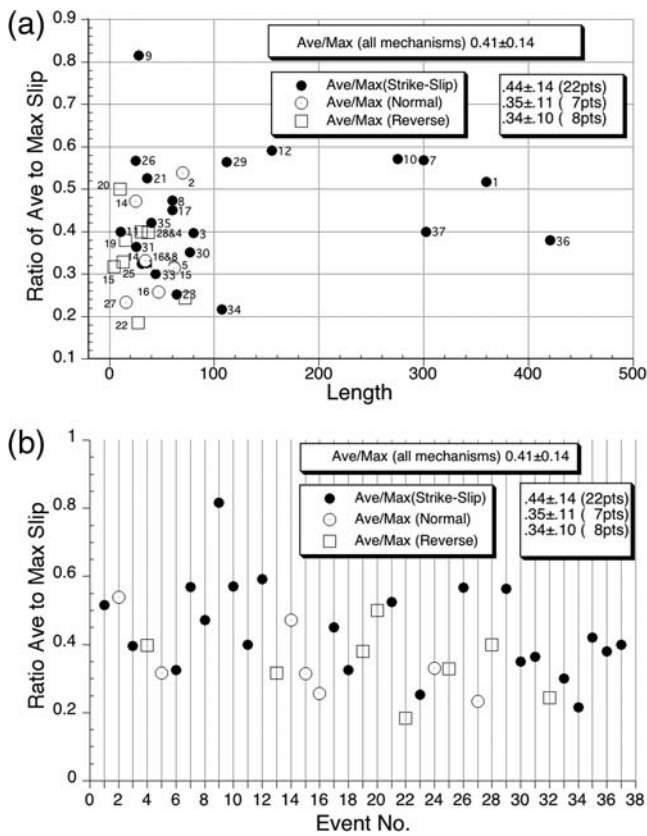 (a)
0.9
0.8
0.7
0.6
0.5
0.4
0.3
0.2
0.1
Ratio of Ave to Max Slip
Ave/Max (all mechanisms) 0.41±0.14
Ave/Max(Strike-Slip)
Ave/Max (Normal)
Ave/Max (Reverse)
.44±.14 (22pts)
.35±.11 ( 7pts)
.34±.10 ( 8pts)
9
12
26
29
10
7
21
2
1
20
14
8
17
35
11
28&4
3
37
36
19
31
30
14
16&8
5
15
25
33
15
16
23
27
34
22
0
100
200
300
400
500
Length
(b)
1
0.8
0.6
0.4
0.2
0
Ratio Ave to Max Slip
Ave/Max (all mechanisms) 0.41±0.14
Ave/Max(Strike-Slip)
Ave/Max (Normal)
Ave/Max (Reverse)
.44±.14 (22pts)
.35±.11 ( 7pts)
.34±.10 ( 8pts)
0 2 4 6 8 10 12 14 16 18 20 22 24 26 28 30 32 34 36 38
Event No.